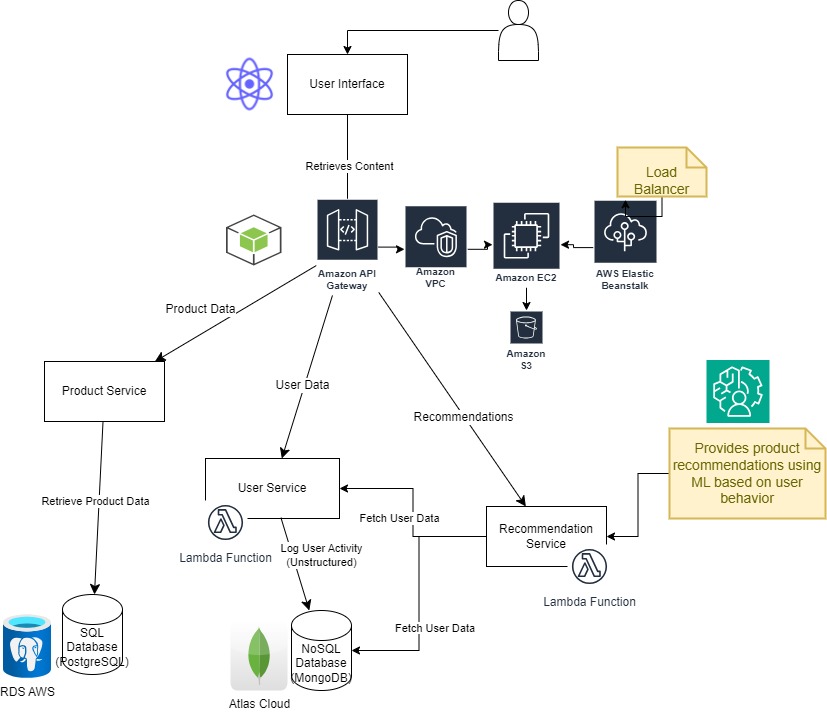 User Interface
Retrieves Content
Load
Balancer
Amazon API
Gateway
Amazon
VPC
Amazon EC2
AWS Elastic
Beanstalk
Product Data
Amazon
S3
User Data
Product Service
Recommendations
Provides product
recommendations using
ML based on user
behavior
User Service
Retrieve Product Data
Fetch User Data
Recommendation
Service
Lambda Function
Log User Activity
(Unstructured)
Lambda Function
Fetch User Data
SQL
Database
(PostgreSQL)
NoSQL
Database
(MongoDB)
RDS AWS
Atlas Cloud